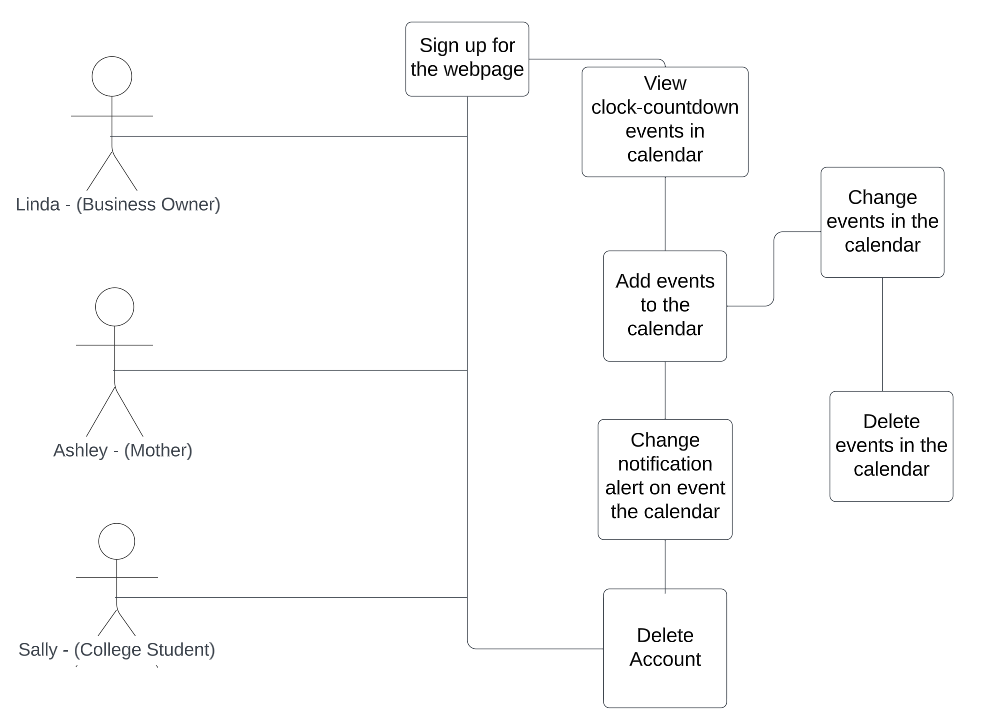 Sign up for
the webpage
View
clock-countdown
events in
calendar
Linda - (Business Owner)
Change
events in the
calendar
Add events
to the
calendar
Ashley - (Mother)
Change
notification
alert on event
the calendar
Delete
events in the
calendar
Sally - (College Student)
Delete
Account